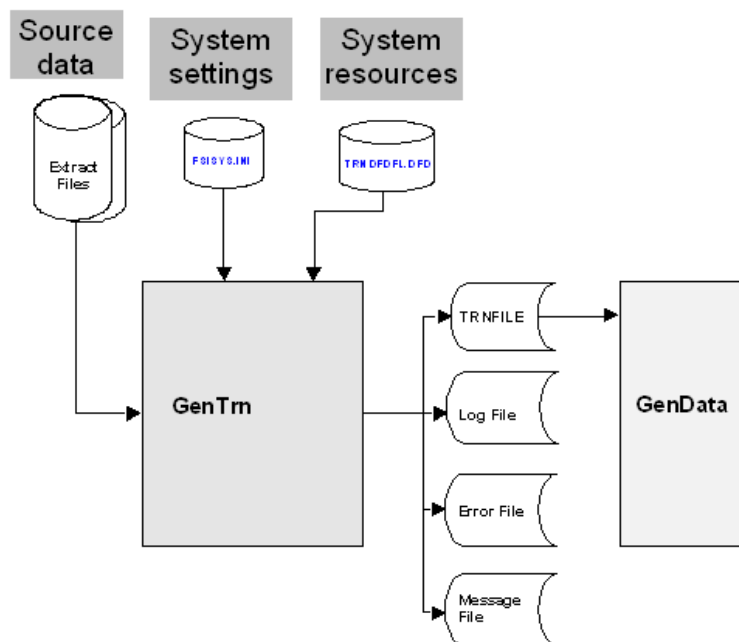 Source
data
System
settings
System
resources
Extract
Files
FSISYS.INI
TRNDFDFL.DFD
TRNFILE
GenTrn
Log File
GenData
Error File
Message
File